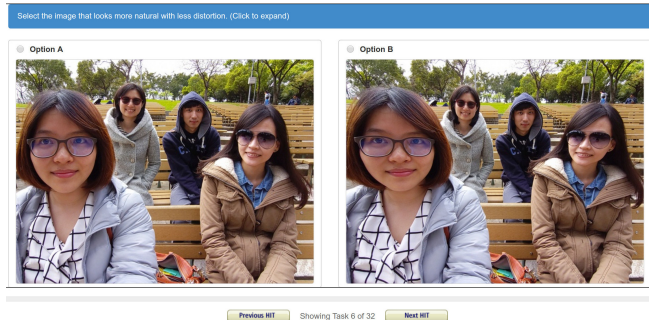 Select the image that looks more natural with less distortion. (Click to expand)
Option A
Option B
Previous HIT Showing Task 6 of 32 Next HIT